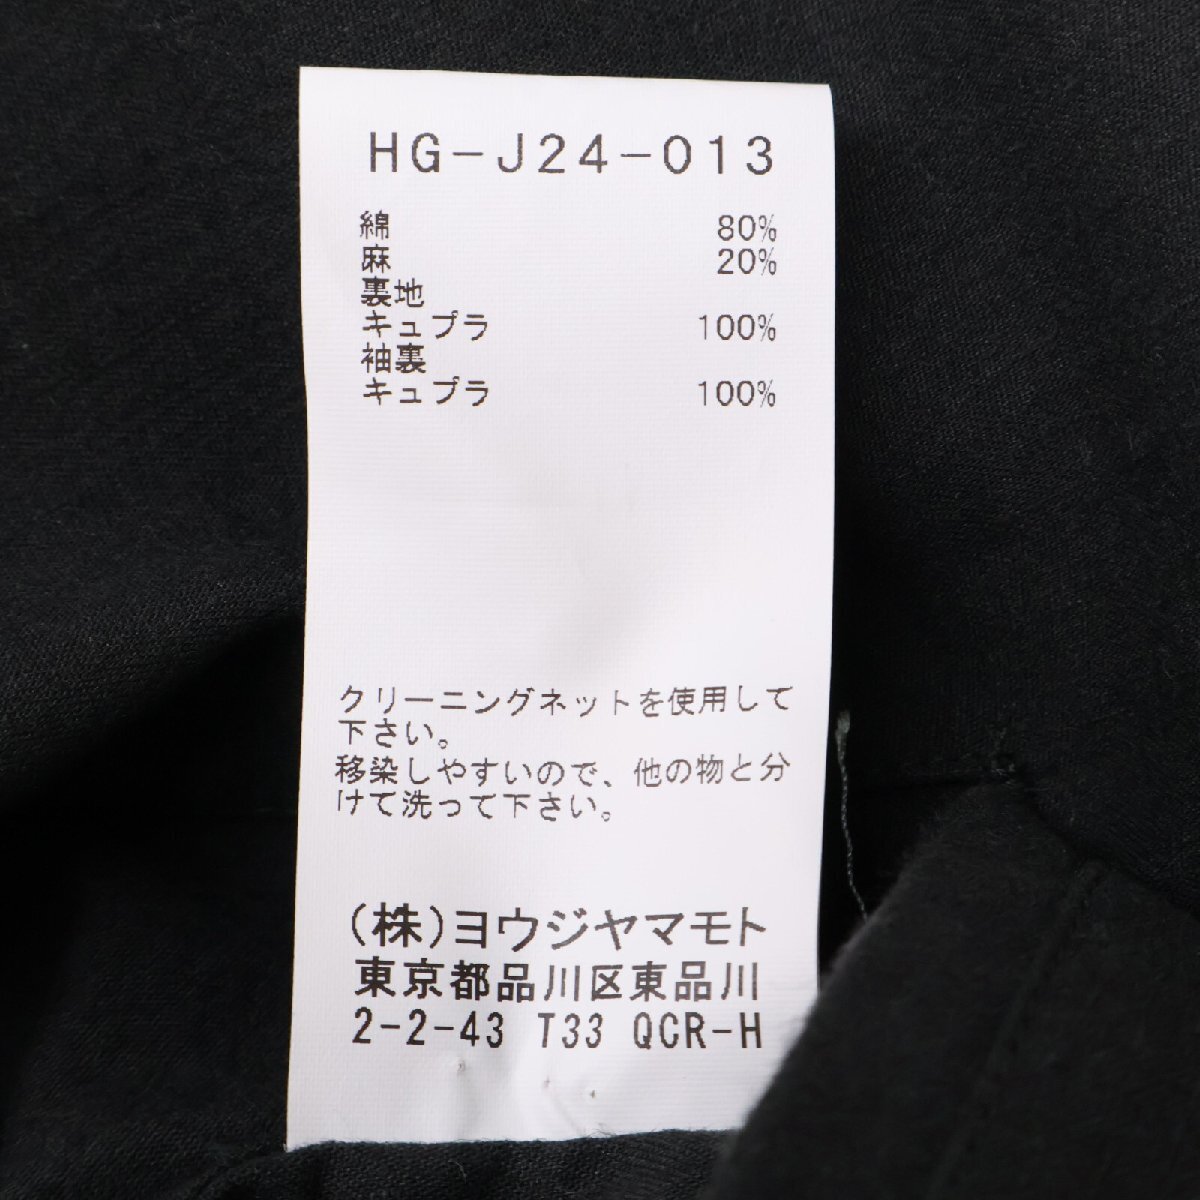 HG-J24-013
綿 80%
麻 20%
裏地
キュプラ 100%
袖裏
キュプラ 100%
クリーニングネットを使用して
下さい。
移染しやすいので、他の物と分
けて洗って下さい。
(株)ヨウジヤマモト
東京都品川区東品川
2-2-43 T33 QCR-H